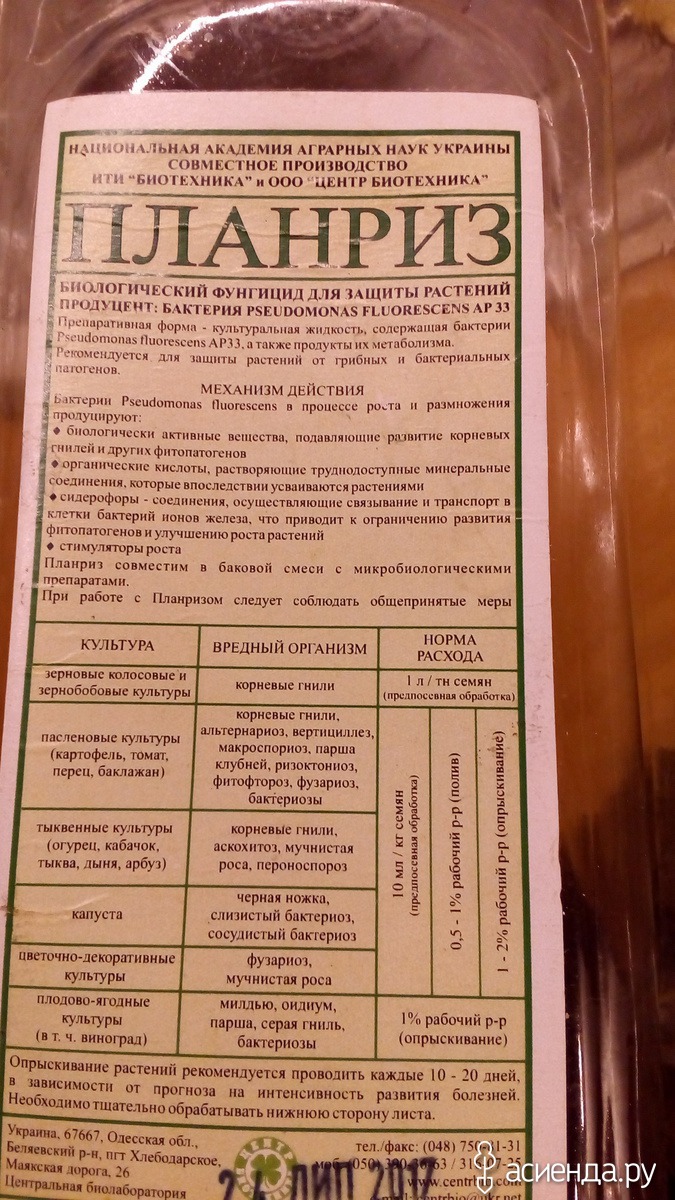 НАЦИОНАЛЬНАЯ АКАДЕМИЯ АГРАРНЫХ НАУК УКРАИНЫ
СОВМЕСТНОЕ ПРОИЗВОДСТВО
ИТИ "БИОТЕХНИКА" и ООО "ЦЕНТР БИОТЕХНИКА"
ПЛАНРИЗ
БИОЛОГИЧЕСКИЙ ФУНГИЦИД ДЛЯ ЗАЩИТЫ РАСТЕНИЙ
ПРОДУЦЕНТ: БАКТЕРИЯ PSEUDOMONAS FLUORESCENS AP 33
Препаративная форма - культуральная жидкость, содержащая бактерии
Pseudomonas fluorescens AP33, а также продукты их метаболизма.
Рекомендуется для защиты растений от грибных и бактериальных
патогенов.
МЕХАНИЗМ ДЕЙСТВИЯ
Бактерии Pseudomonas fluorescens в процессе роста и размножения
продуцируют:
♦ биологически активные вещества, подавляющие развитие корневых
гнилей и других фитопатогенов
♦ органические кислоты, растворяющие труднодоступные минеральные
соединения, которые впоследствии усваиваются растениями
♦ сидерофоры - соединения, осуществляющие связывание и транспорт в
клетки бактерий ионов железа, что приводит к ограничению развития
фитопатогенов и улучшению роста растений
♦ стимуляторы роста
Планриз совместим в баковой смеси с микробиологическими
препаратами.
При работе с Планризом следует соблюдать общепринятые меры
КУЛЬТУРА
ВРЕДНЫЙ ОРГАНИЗМ
НОРМА
РАСХОДА
зерновые колосовые и
зернобобовые культуры
корневые гнили
1 л / тн семян
(предпосевная обработка)
пасленовые культуры
(картофель, томат,
перец, баклажан)
корневые гнили,
альтернариоз, вертициллез,
макроспориоз, парша
клубней, ризоктониоз,
фитофтороз, фузариоз,
бактериозы
10 мл / кг семян
(предпосевная обработка)
0,5 - 1% рабочий р-р (полив)
1 - 2% рабочий р-р (опрыскивание)
тыквенные культуры
(огурец, кабачок,
тыква, дыня, арбуз)
корневые гнили,
аскохитоз, мучнистая
роса, пероноспороз
капуста
черная ножка,
слизистый бактериоз,
сосудистый бактериоз
цветочно-декоративные
культуры
фузариоз,
мучнистая роса
плодово-ягодные
культуры
(в т. ч. виноград)
милдью, оидиум,
парша, серая гниль,
бактериозы
1% рабочий р-р
(опрыскивание)
Опрыскивание растений рекомендуется проводить каждые 10 - 20 дней,
в зависимости от прогноза на интенсивность развития болезней.
Необходимо тщательно обрабатывать нижнюю сторону листа.
Украина, 67667, Одесская обл.,
Беляевский р-н, пгт Хлебодарское,
Маякская дорога, 26
Центральная биолаборатория
ЦЕНТР
тел./факс: (048)
моб. (050)
ЛИП
асиенда.ру